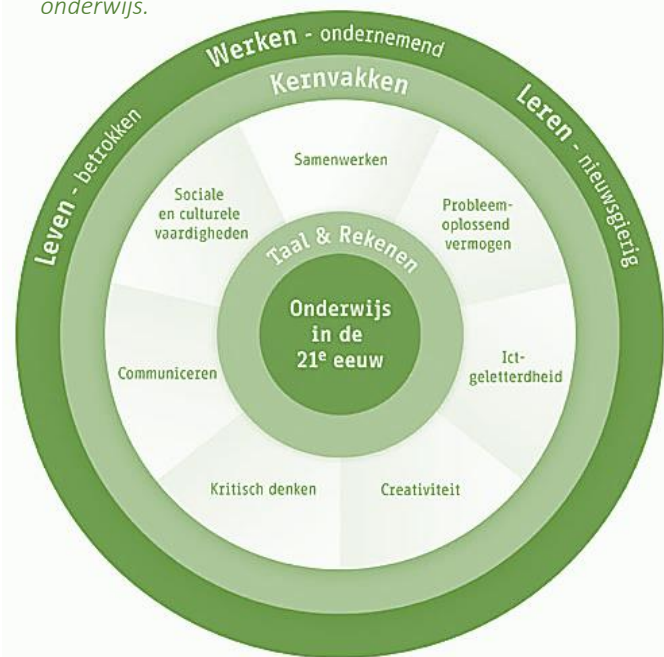 onderwijs.
Werken - ondernemend
Leren - nieuwsgierig
Leven - betrokken
Kernvakken
Samenwerken
Probleem-
oplossend
vermogen
Ict-
geletterdheid
Creativiteit
Kritisch denken
Communiceren
Sociale
en culturele
vaardigheden
Taal & Rekenen
Onderwijs
in de
21e eeuw